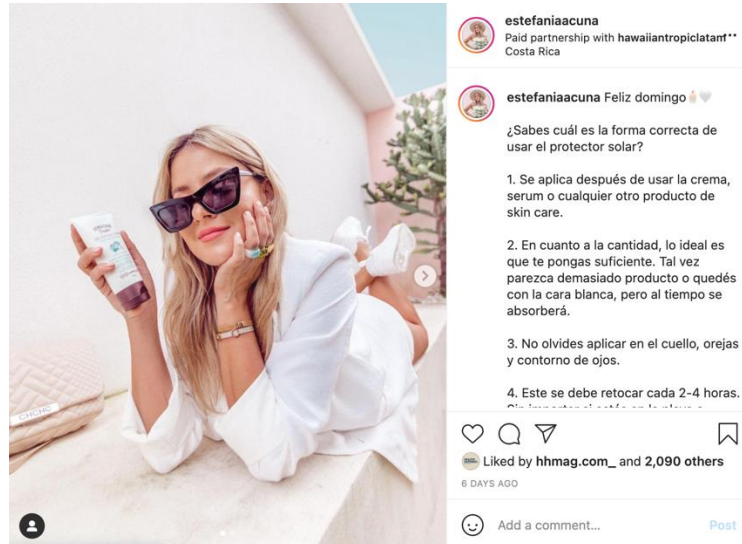 estefaniaacuna
Paid partnership with hawaiiantropiclatam
Costa Rica
estefaniaacuna Feliz domingo
¿Sabes cuál es la forma correcta de
usar el protector solar?
1. Se aplica después de usar la crema,
serum o cualquier otro producto de
skin care.
2. En cuanto a la cantidad, lo ideal es
que te pongas suficiente. Tal vez
parezca demasiado producto o quedés
con la cara blanca, pero al tiempo se
absorberá.
3. No olvides aplicar en el cuello, orejas
y contorno de ojos.
4. Este se debe retocar cada 2-4 horas.
CHCHC
Liked by hhmag.com_ and 2,090 others
6 DAYS AGO
Add a comment...
Post